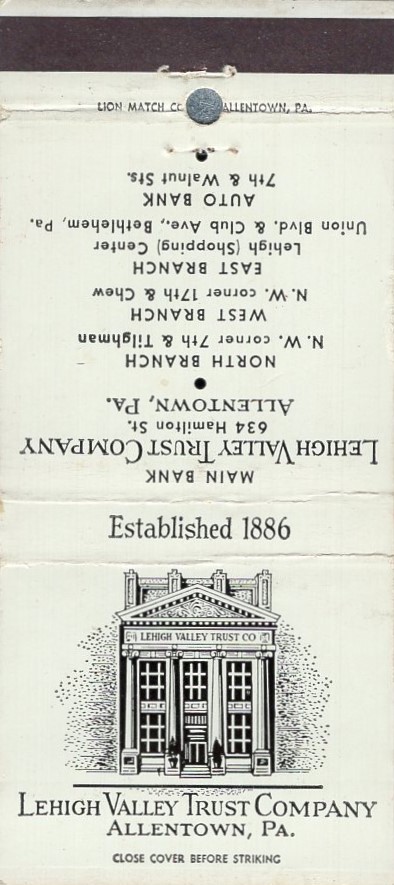 LION MATCH CO ALLENTOWN, PA.
MAIN BANK
LEHIGH VALLEY TRUST COMPANY
634 Hamilton St.
ALLENTOWN, PA.
NORTH BRANCH
N.W. corner 7th & Tilghman
WEST BRANCH
N.W. corner 17th & Chew
EAST BRANCH
Lehigh (Shopping) Center
Union Blvd. & Club Ave., Bethlehem, Pa.
AUTO BANK
7th & Walnut Sts.
Established 1886
LEHIGH VALLEY TRUST CO
LEHIGH VALLEY TRUST COMPANY
ALLENTOWN, PA.
CLOSE COVER BEFORE STRIKING